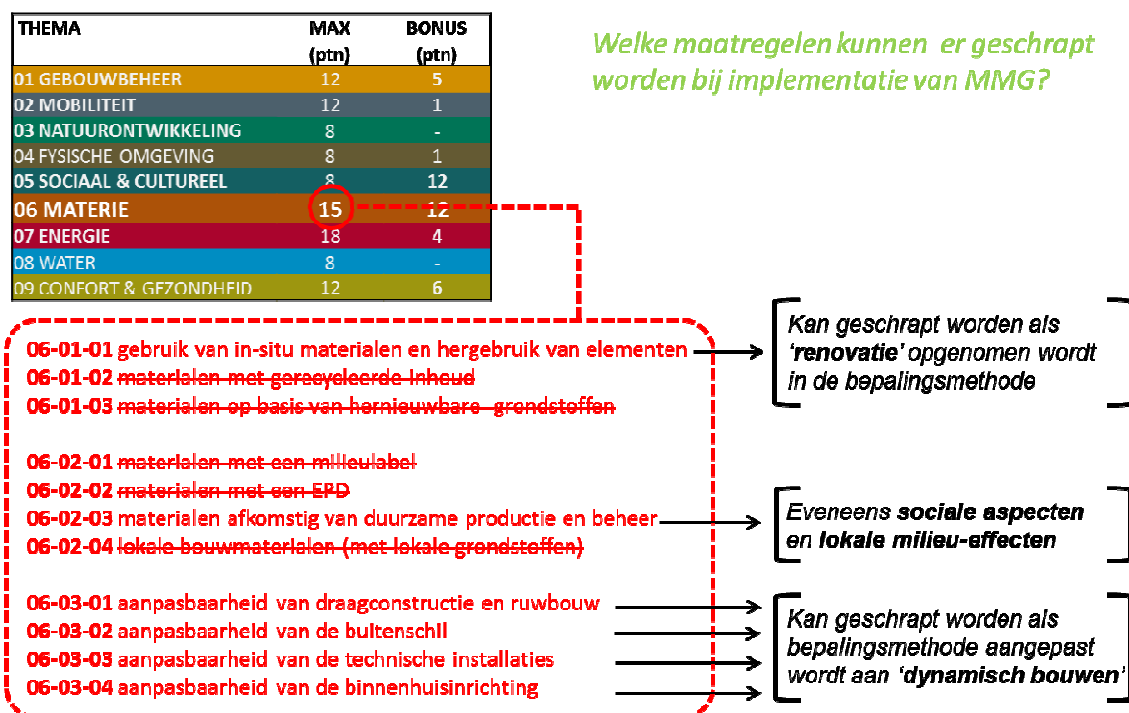 THEMA MAX BONUS
(ptn) (ptn)
01 GEBOUWBEHEER 12 5
02 MOBILITEIT 12 1
03 NATUURONTWIKKELING 8 -
04 FYSISCHE OMGEVING 8 1
05 SOCIAAL & CULTUREEL 8 12
06 MATERIE 15 12
07 ENERGIE 18 4
08 WATER 8 -
09 CONFORT & GEZONDHEID 12 6
Welke maatregelen kunnen er geschrapt
worden bij implementatie van MMG?
06-01-01 gebruik van in-situ materialen en hergebruik van elementen
06-01-02 materialen met gerecycleerde inhoud
06-01-03 materialen op basis van hernieuwbare grondstoffen
Kan geschrapt worden als
‘renovatie’ opgenomen wordt
in de bepalingsmethode
06-02-01 materialen met een milieulabel
06-02-02 materialen met een EPD
06-02-03 materialen afkomstig van duurzame productie en beheer
06-02-04 lokale bouwmaterialen (met lokale grondstoffen)
Eveneens sociale aspecten
en lokale milieu-effecten
06-03-01 aanpasbaarheid van draagconstructie en ruwbouw
06-03-02 aanpasbaarheid van de buitenschil
06-03-03 aanpasbaarheid van de technische installaties
06-03-04 aanpasbaarheid van de binnenhuisinrichting
Kan geschrapt worden als
bepalingsmethode aangepast
wordt aan ‘dynamisch bouwen’